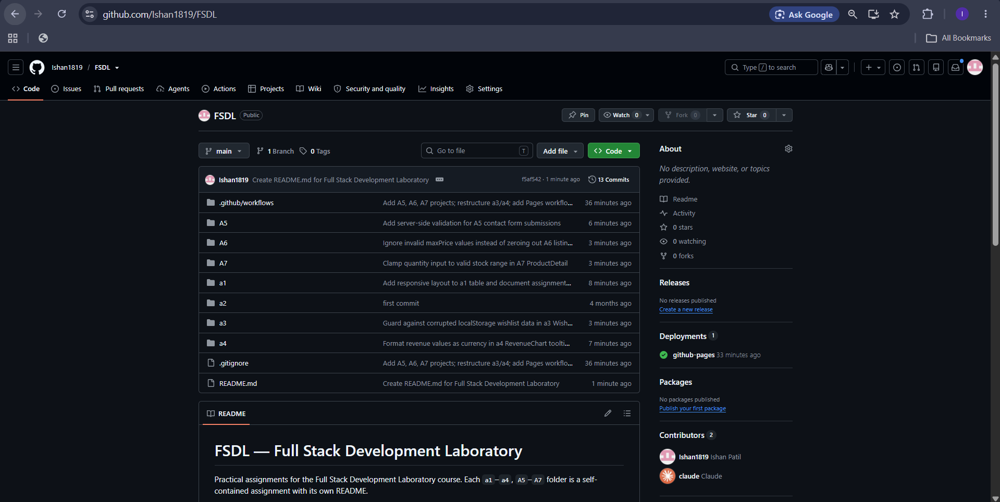 github.com/Ishan1819/FSDL
Ask Google
I
All Bookmarks
Ishan1819 / FSDL
Type / to search
Code Issues Pull requests Agents Actions Projects Wiki Security and quality Insights Settings
FSDL Public
Pin Watch 0 Fork 0 Star 0
main 1 Branch 0 Tags Go to file T Add file Code
Ishan1819 Create README.md for Full Stack Development Laboratory f5af542 · 1 minute ago 13 Commits
.github/workflows Add A5, A6, A7 projects; restructure a3/a4; add Pages workflo... 36 minutes ago
A5 Add server-side validation for A5 contact form submissions 6 minutes ago
A6 Ignore invalid maxPrice values instead of zeroing out A6 listin... 3 minutes ago
A7 Clamp quantity input to valid stock range in A7 ProductDetail 3 minutes ago
a1 Add responsive layout to a1 table and document assignment... 8 minutes ago
a2 first commit 4 months ago
a3 Guard against corrupted localStorage wishlist data in a3 Wish... 3 minutes ago
a4 Format revenue values as currency in a4 RevenueChart toolti... 7 minutes ago
.gitignore Add A5, A6, A7 projects; restructure a3/a4; add Pages workflo... 36 minutes ago
README.md Create README.md for Full Stack Development Laboratory 1 minute ago
README
FSDL — Full Stack Development Laboratory
Practical assignments for the Full Stack Development Laboratory course. Each a1–a4, A5–A7 folder is a self-
contained assignment with its own README.
About
No description, website, or topics
provided.
Readme
Activity
0 stars
0 watching
0 forks
Releases
No releases published
Create a new release
Deployments 1
github-pages 33 minutes ago
Packages
No packages published
Publish your first package
Contributors 2
Ishan1819 Ishan Patil
claude Claude